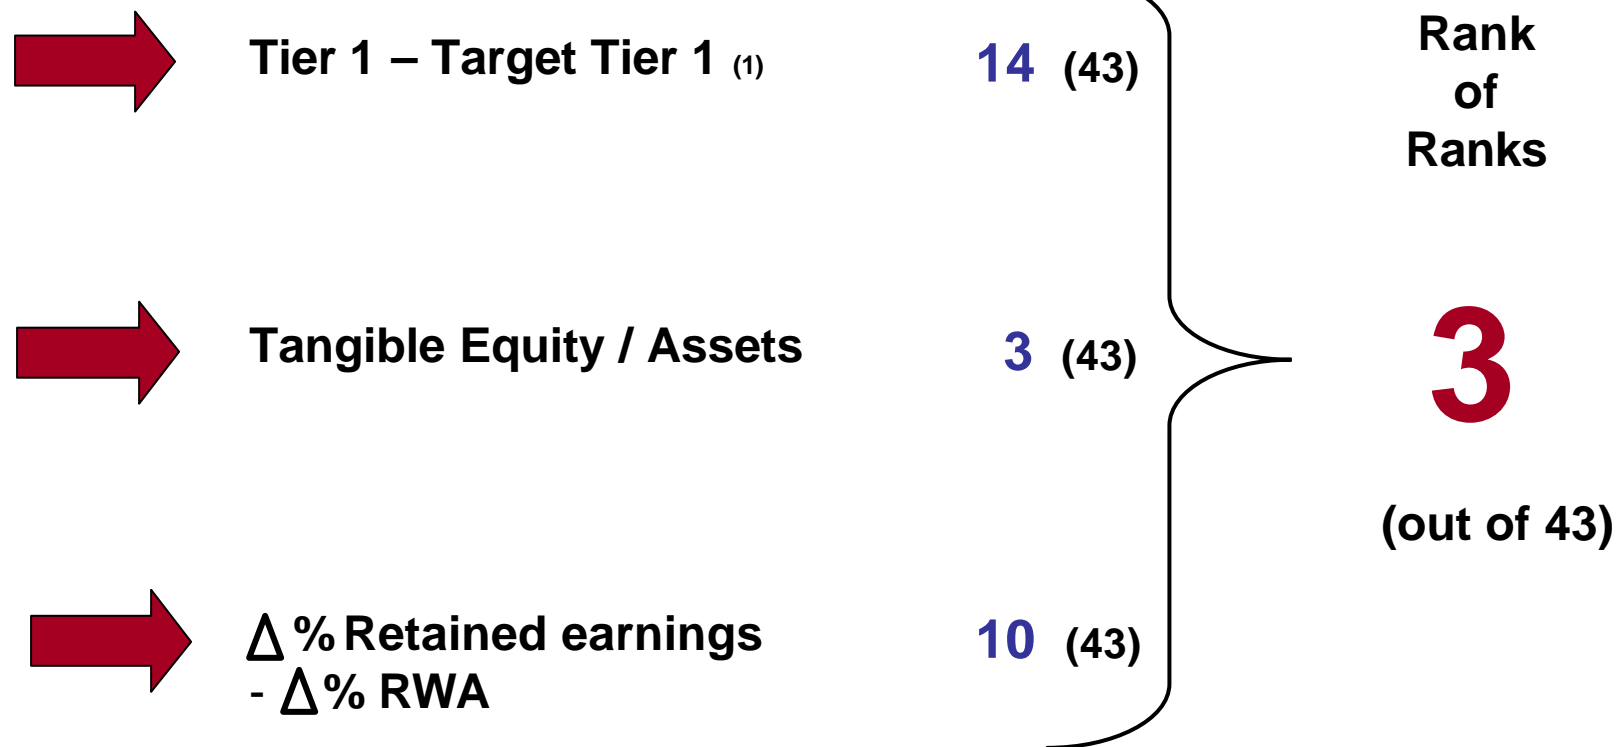 Tier 1 – Target Tier 1 (1) 14 (43)
Tangible Equity / Assets 3 (43)
Δ % Retained earnings 10 (43)
- Δ % RWA
Rank
of
Ranks
3
(out of 43)